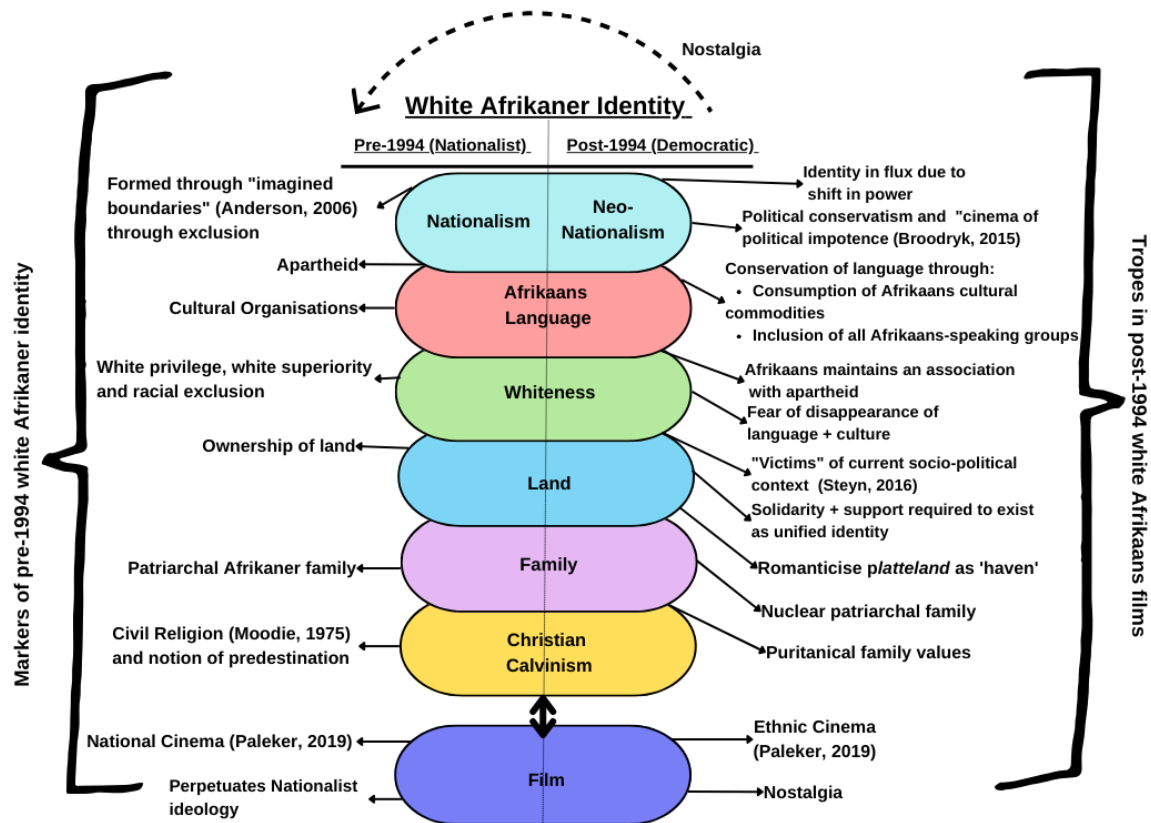 Nostalgia
White Afrikaner Identity
Pre-1994 (Nationalist)
Post-1994 (Democratic)
Markers of pre-1994 white Afrikaner identity
Formed through "imagined
boundaries" (Anderson, 2006)
through exclusion
Apartheid
Cultural Organisations
White privilege, white superiority
and racial exclusion
Ownership of land
Patriarchal Afrikaner family
Civil Religion (Moodie, 1975)
and notion of predestination
National Cinema (Paleker, 2019)
Perpetuates Nationalist
ideology
Nationalism
Neo-
Nationalism
Afrikaans
Language
Whiteness
Land
Family
Christian
Calvinism
Film
Identity in flux due to
shift in power
Political conservatism and "cinema of
political impotence (Broodryk, 2015)
Conservation of language through:
• Consumption of Afrikaans cultural
commodities
• Inclusion of all Afrikaans-speaking groups
Afrikaans maintains an association
with apartheid
Fear of disappearance of
language + culture
"Victims" of current socio-political
context (Steyn, 2016)
Solidarity + support required to exist
as unified identity
Romanticise platteland as 'haven'
Nuclear patriarchal family
Puritanical family values
Ethnic Cinema
(Paleker, 2019)
Nostalgia
Tropes in post-1994 white Afrikaans films